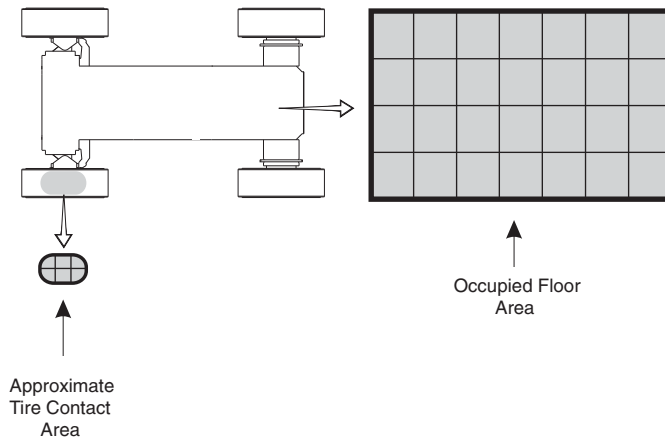 Occupied Floor
Area
Approximate
Tire Contact
Area